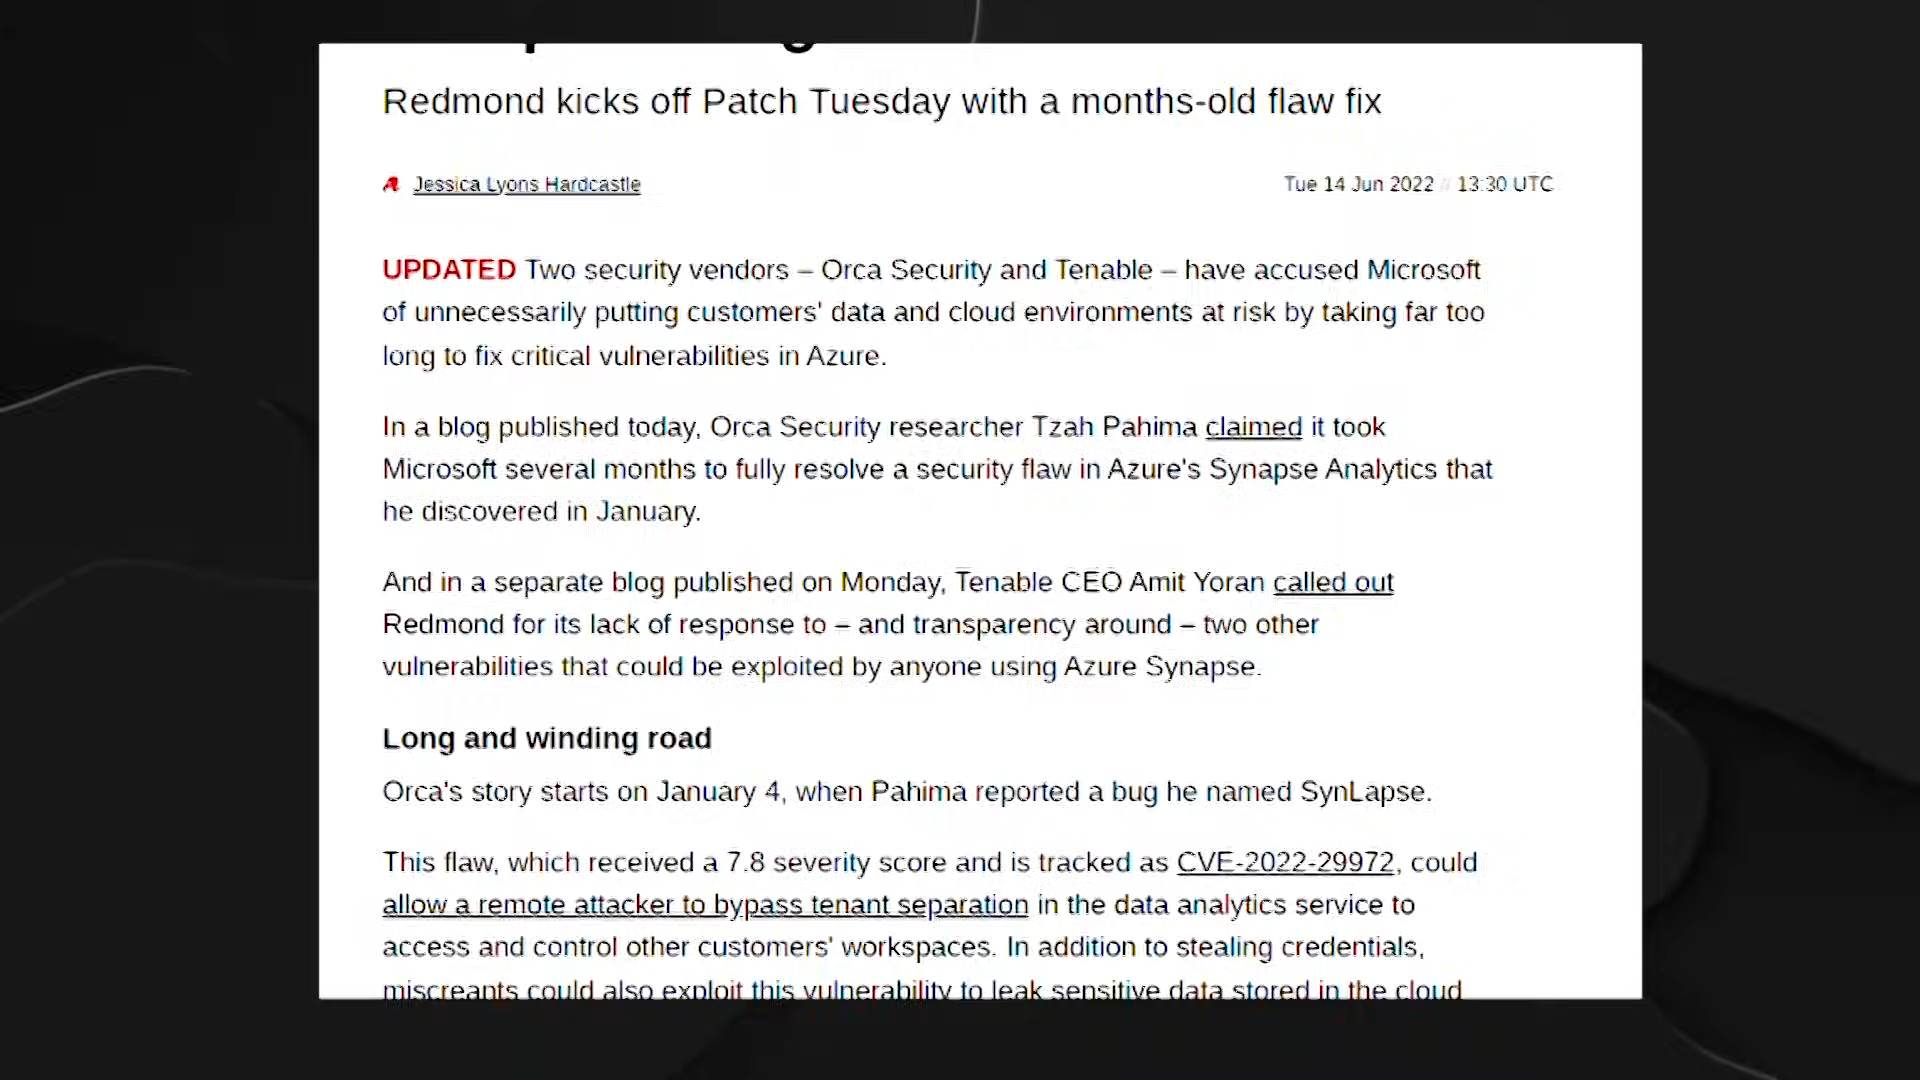 Redmond kicks off Patch Tuesday with a months-old flaw fix
Jessica Lyons Hardcastle
Tue 14 Jun 2022 // 13:30 UTC
UPDATED Two security vendors – Orca Security and Tenable – have accused Microsoft
of unnecessarily putting customers' data and cloud environments at risk by taking far too
long to fix critical vulnerabilities in Azure.
In a blog published today, Orca Security researcher Tzah Pahima claimed it took
Microsoft several months to fully resolve a security flaw in Azure's Synapse Analytics that
he discovered in January.
And in a separate blog published on Monday, Tenable CEO Amit Yoran called out
Redmond for its lack of response to – and transparency around – two other
vulnerabilities that could be exploited by anyone using Azure Synapse.
Long and winding road
Orca's story starts on January 4, when Pahima reported a bug he named SynLapse.
This flaw, which received a 7.8 severity score and is tracked as CVE-2022-29972, could
allow a remote attacker to bypass tenant separation in the data analytics service to
access and control other customers' workspaces. In addition to stealing credentials,
miscreants could also exploit this vulnerability to leak sensitive data stored in the cloud